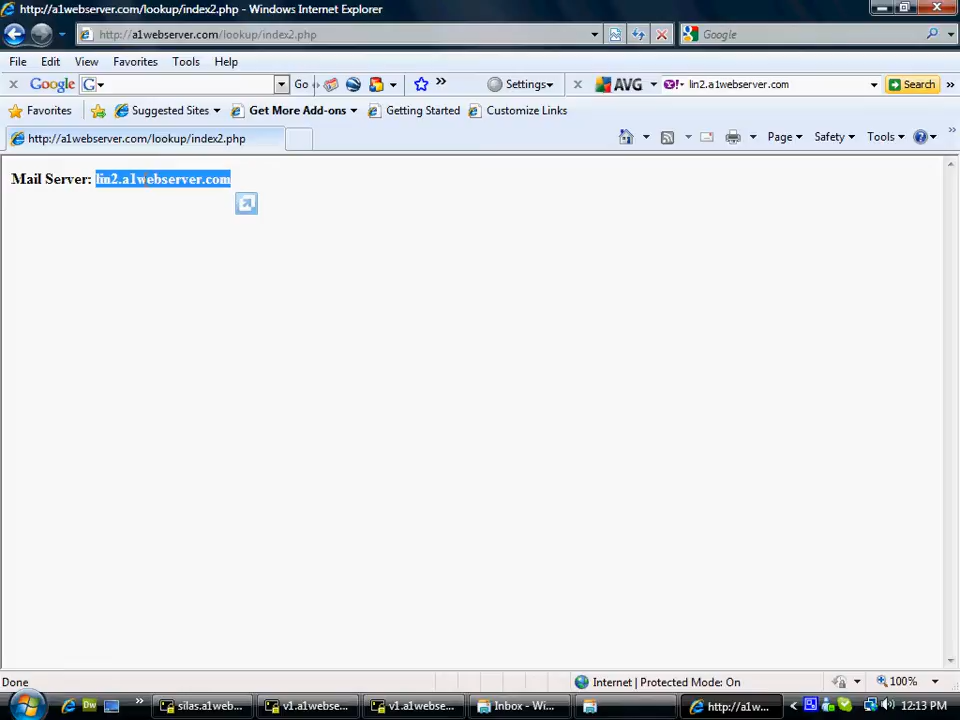 http://a1webserver.com/lookup/index2.php - Windows Internet Explorer
http://a1webserver.com/lookup/index2.php Google
File Edit View Favorites Tools Help
Google G Go » Settings AVG Y! lin2.a1webserver.com Search »
Favorites Suggested Sites Get More Add-ons Getting Started Customize Links
http://a1webserver.com/lookup/index2.php Page Safety Tools »
Mail Server: lin2.a1webserver.com
Done Internet | Protected Mode: On 100%
Dw » silas.a1web... v1.a1webse... v1.a1webse... Inbox - Wi... http://a1w... 12:13 PM